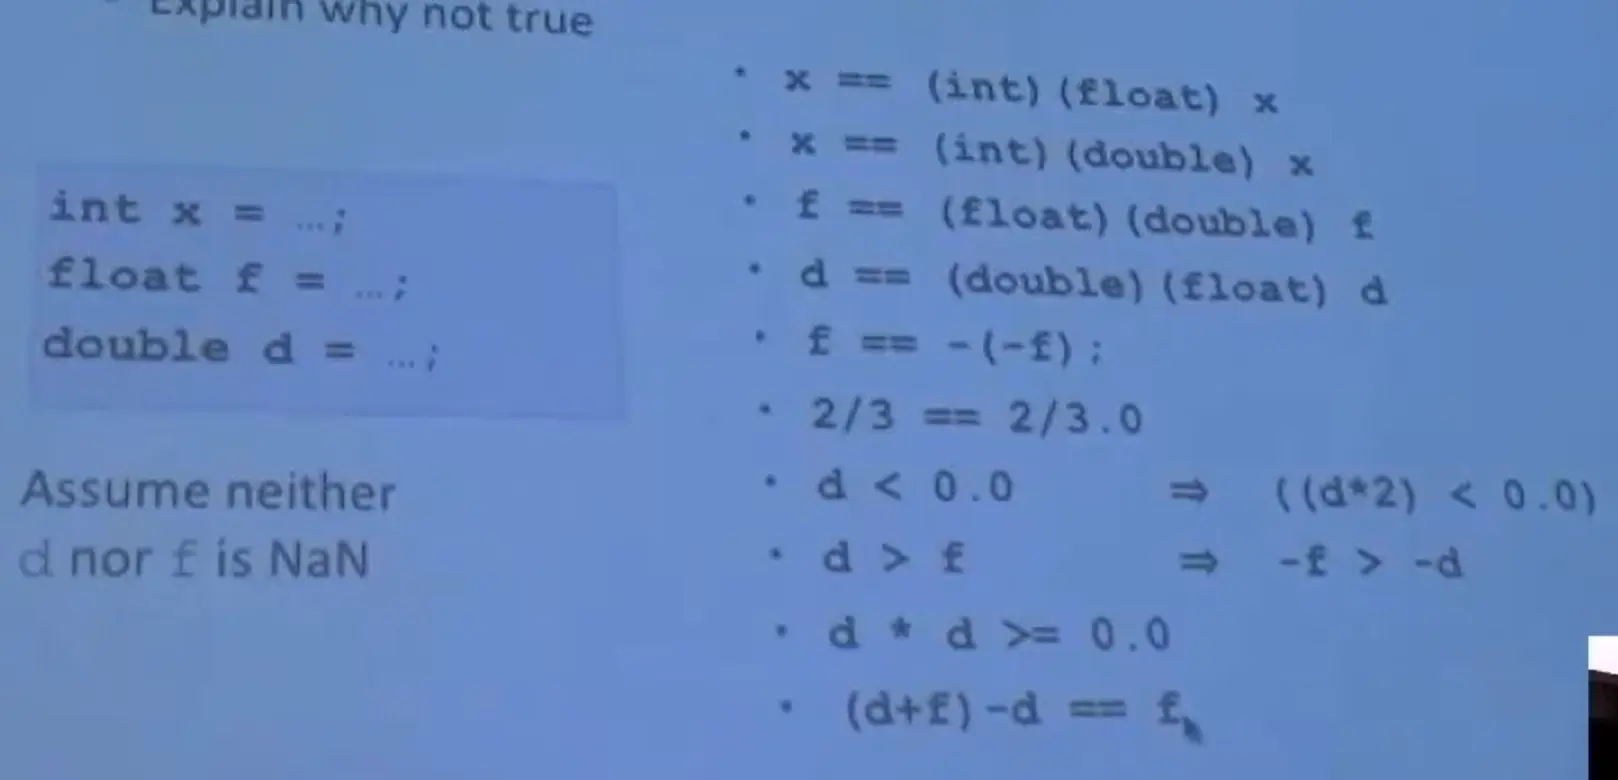 Explain why not true
int x = …;
float f = …;
double d = …;
Assume neither
d nor f is NaN
• x == (int)(float) x
• x == (int)(double) x
• f == (float)(double) f
• d == (double)(float) d
• f == -(-f);
• 2/3 == 2/3.0
• d < 0.0 ⇒ ((d*2) < 0.0)
• d > f ⇒ -f > -d
• d * d >= 0.0
• (d+f)-d == f